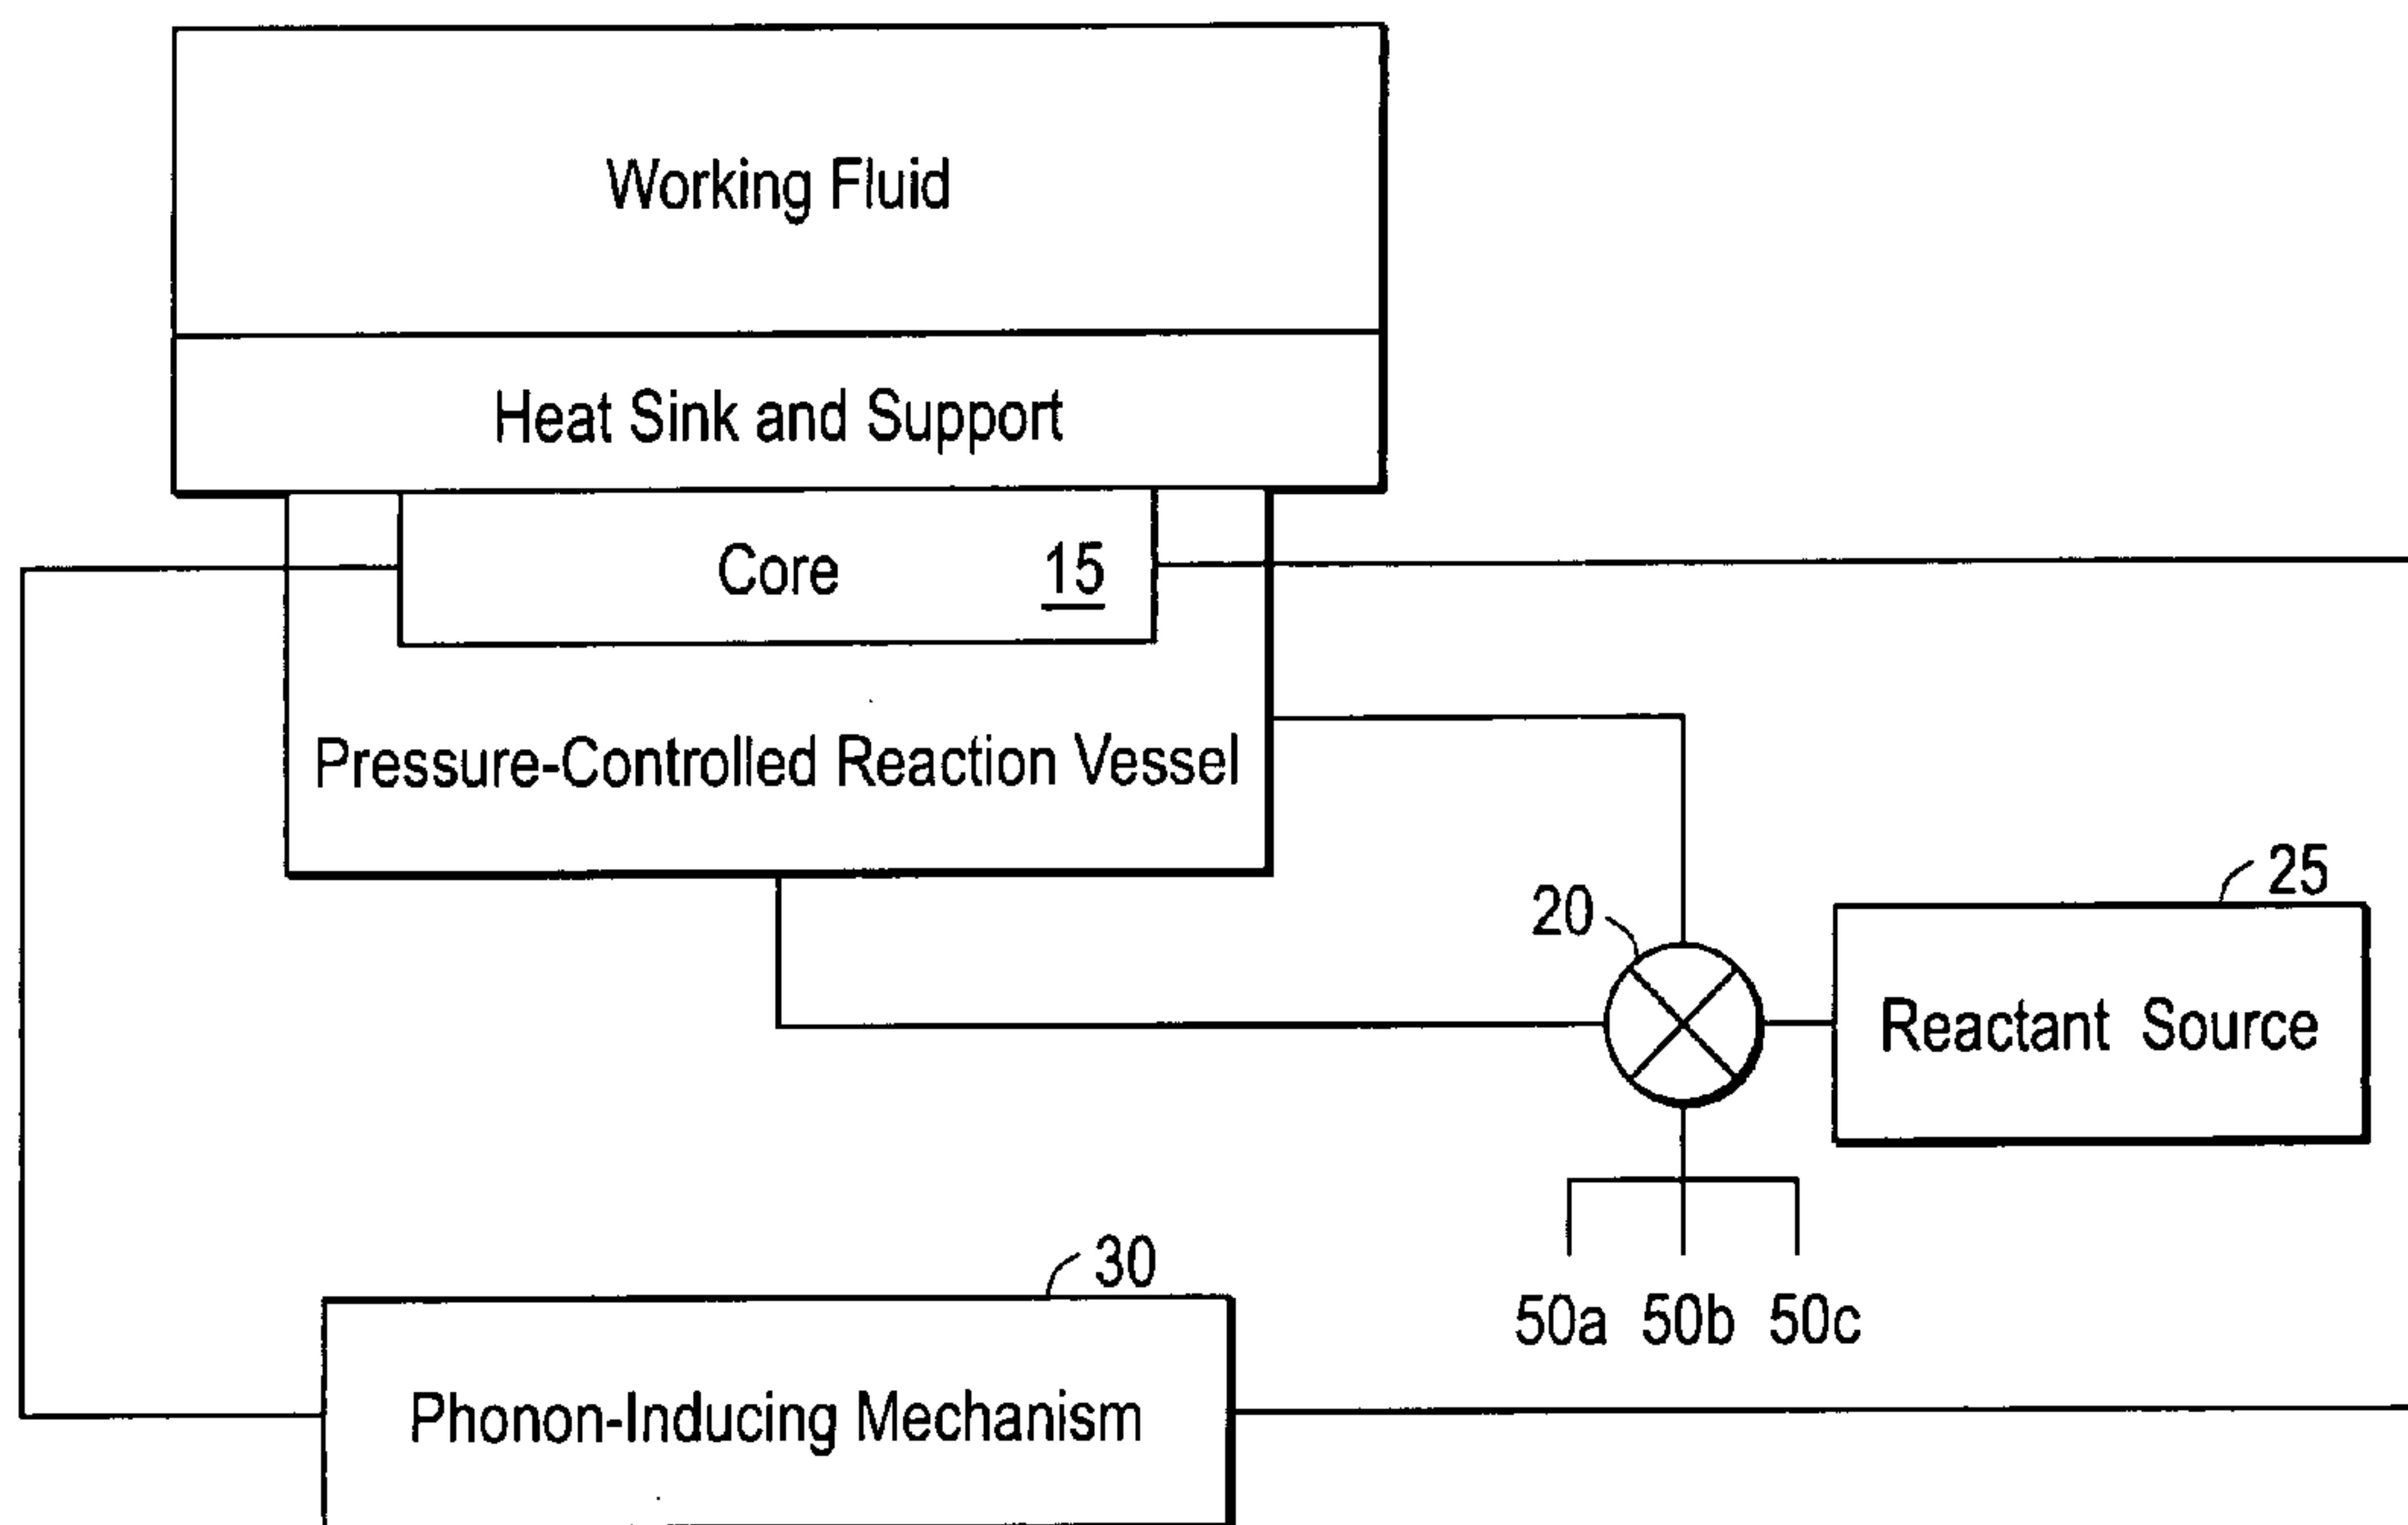 Working Fluid
Heat Sink and Support
Core 15
Pressure-Controlled Reaction Vessel
20
25
Reactant Source
50a 50b 50c
30
Phonon-Inducing Mechanism